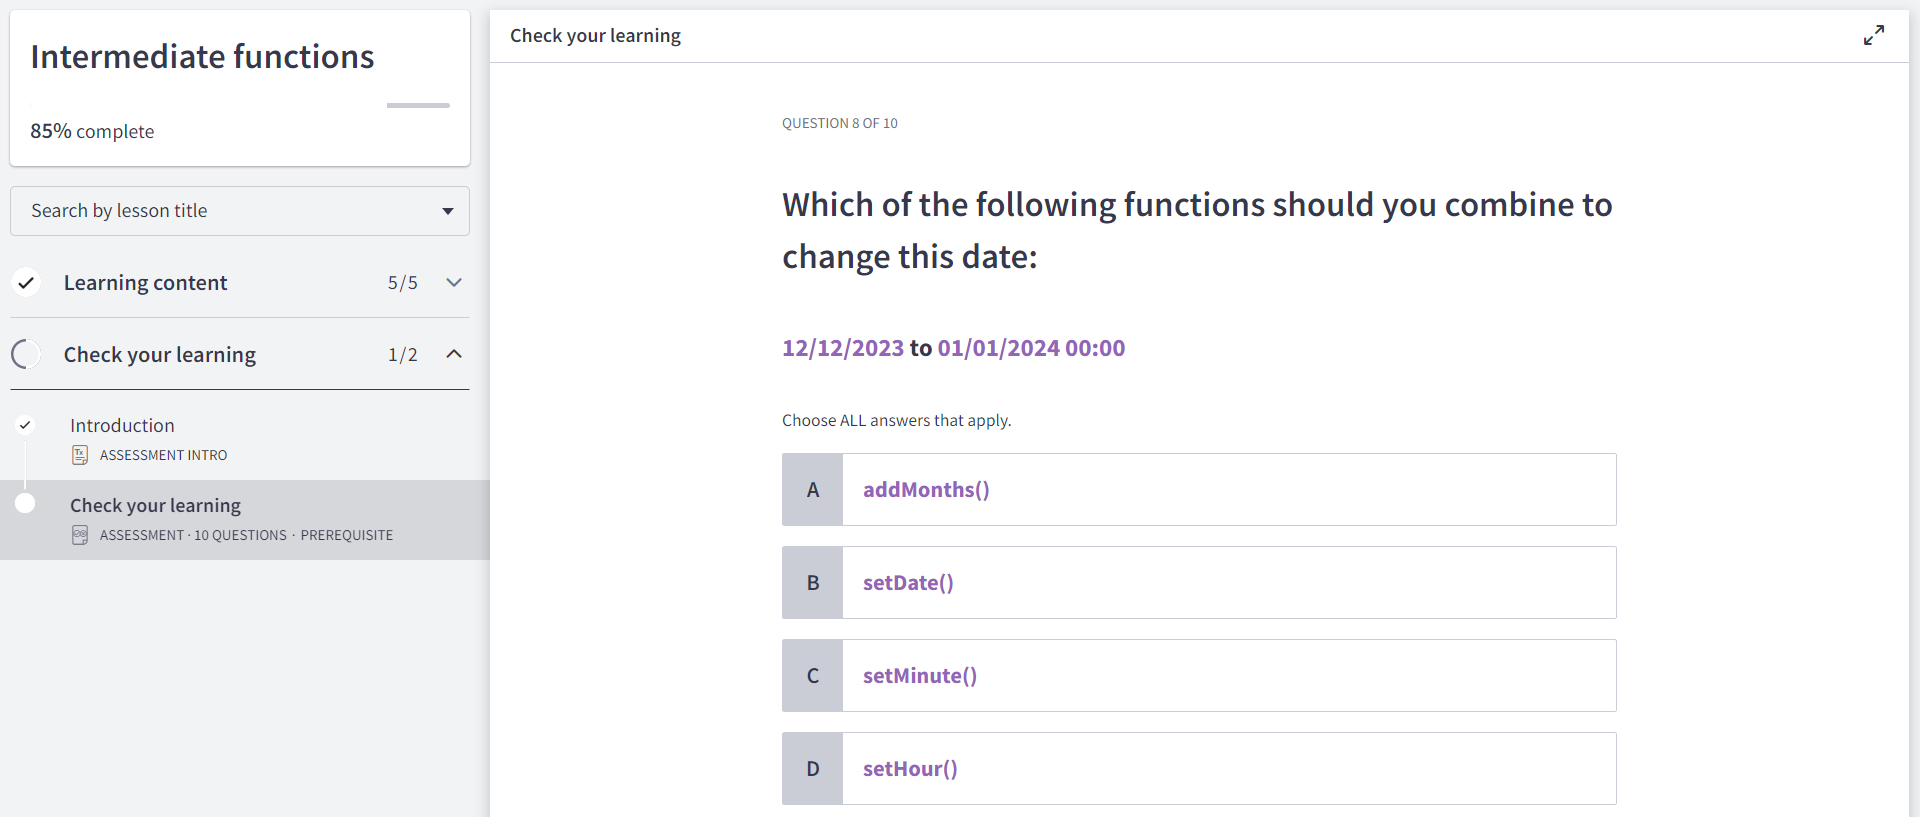 Intermediate functions
85% complete
Search by lesson title
Learning content 5/5
Check your learning 1/2
Introduction
ASSESSMENT INTRO
Check your learning
ASSESSMENT · 10 QUESTIONS · PREREQUISITE
Check your learning
QUESTION 8 OF 10
Which of the following functions should you combine to
change this date:
12/12/2023 to 01/01/2024 00:00
Choose ALL answers that apply.
A addMonths()
B setDate()
C setMinute()
D setHour()